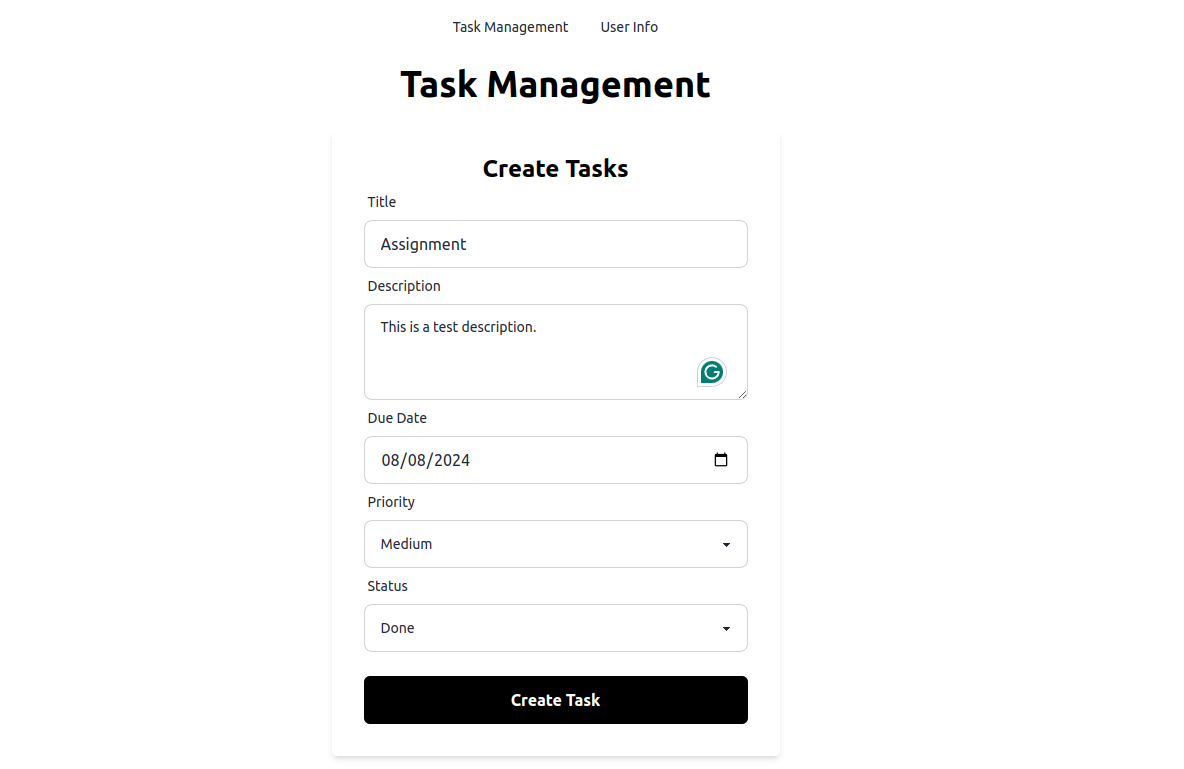 Task Management User Info
Task Management
Create Tasks
Title
Assignment
Description
This is a test description.
Due Date
08/08/2024
Priority
Medium
Status
Done
Create Task